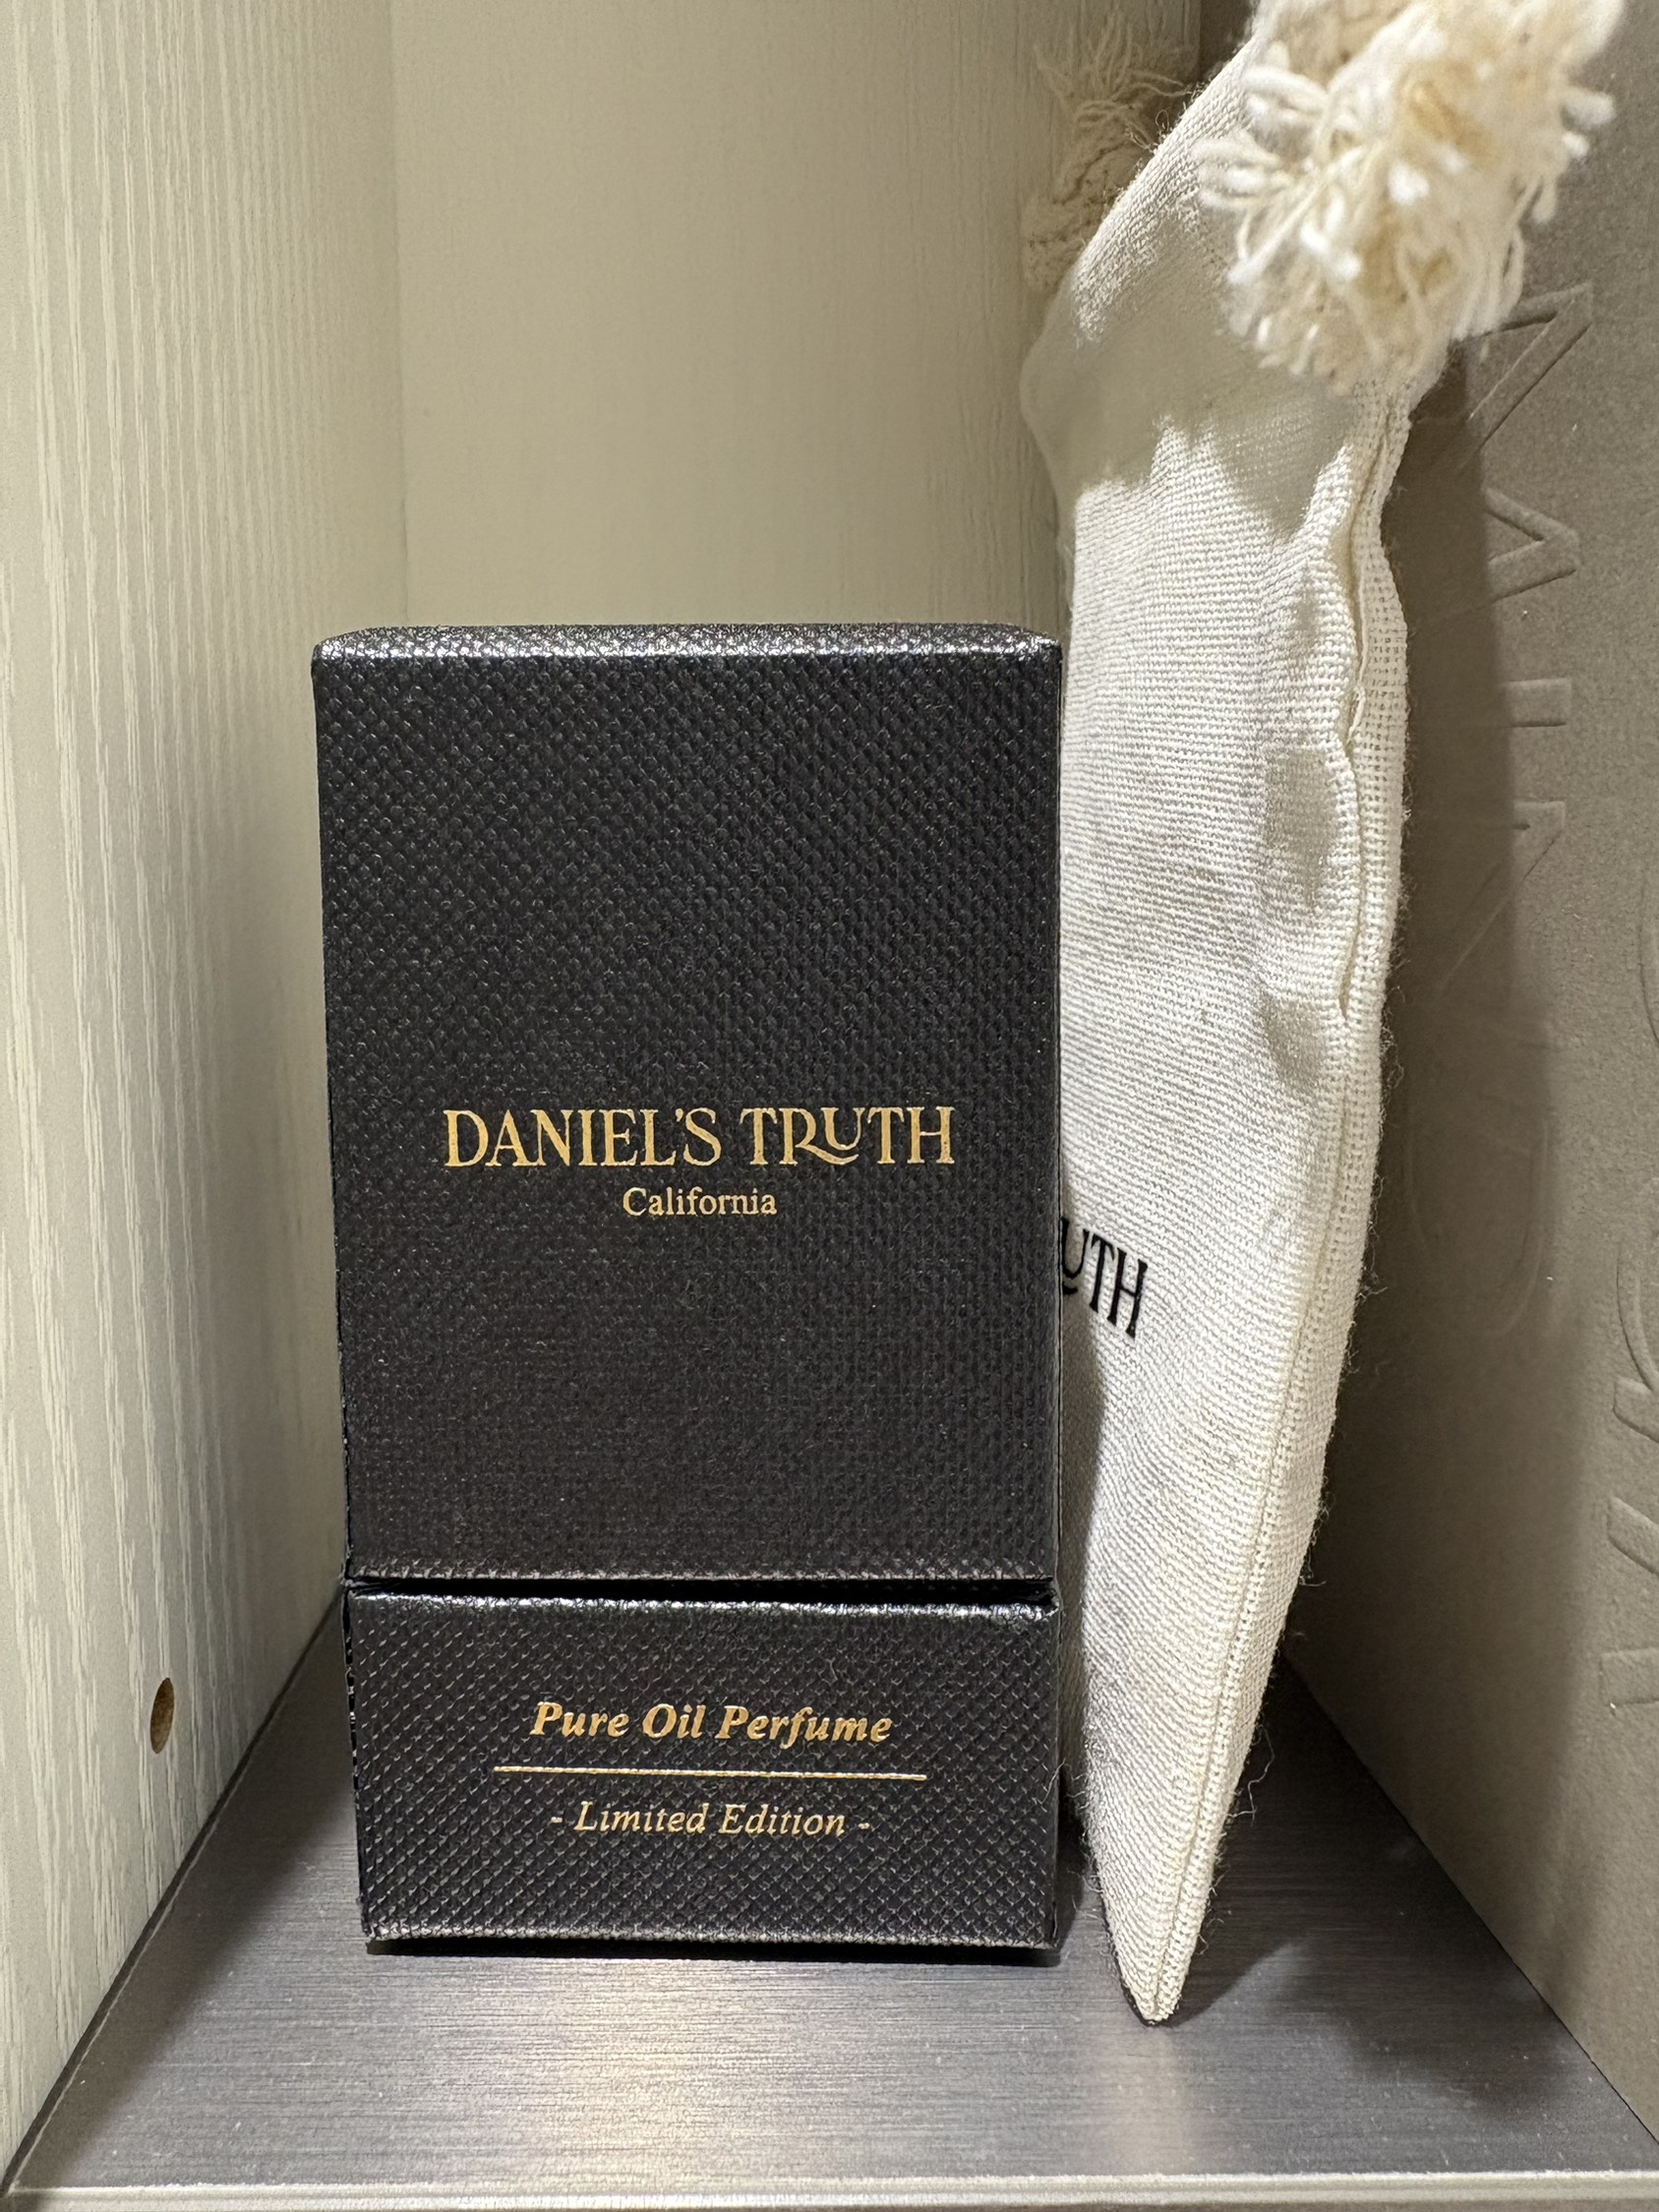 DANIEL'S TRUTH
California
UTH
Pure Oil Perfume
- Limited Edition -